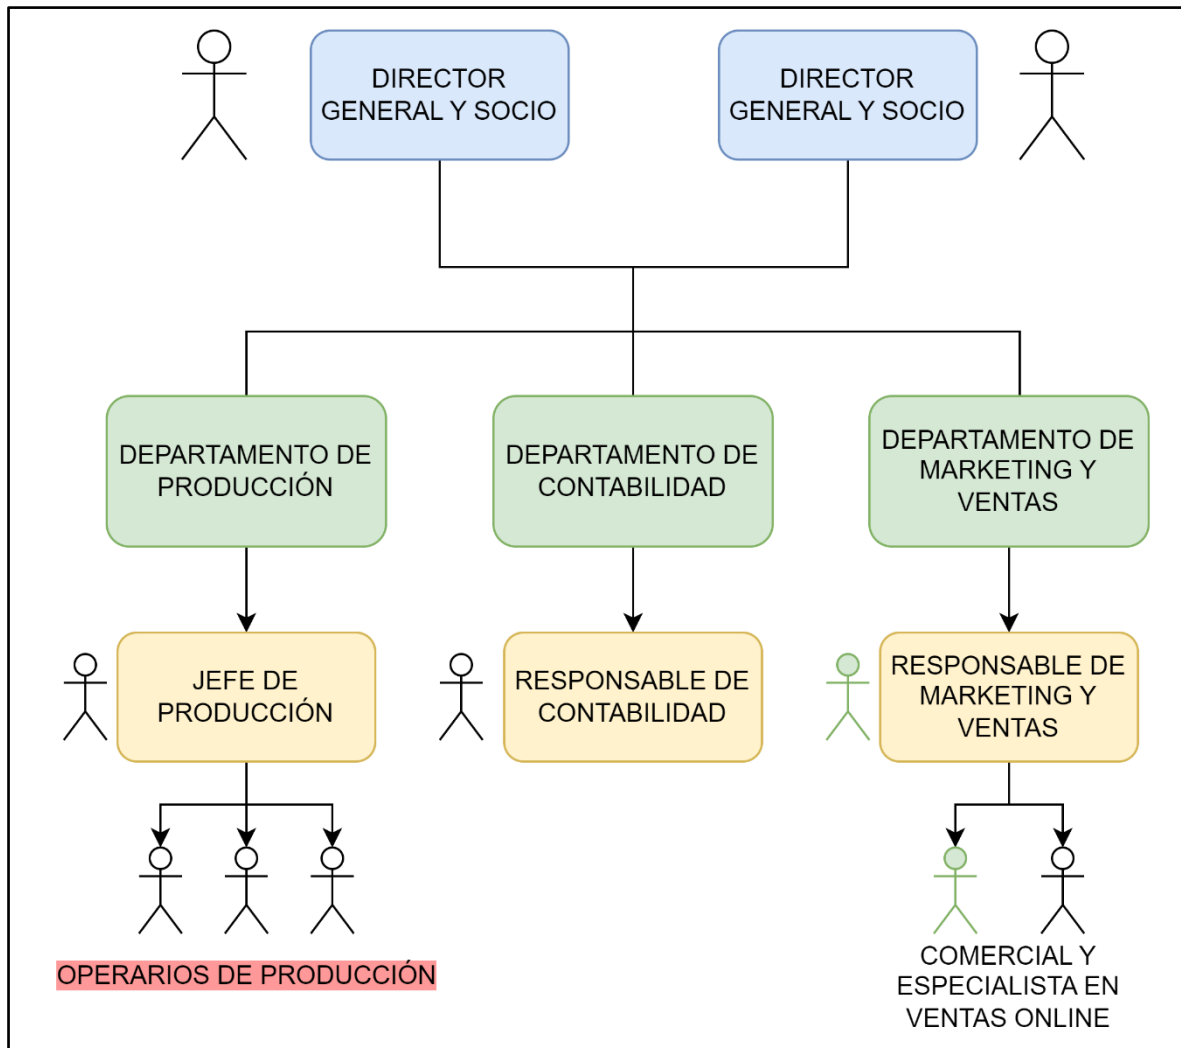 DIRECTOR
GENERAL Y SOCIO
DIRECTOR
GENERAL Y SOCIO
DEPARTAMENTO DE
PRODUCCIÓN
DEPARTAMENTO DE
CONTABILIDAD
DEPARTAMENTO DE
MARKETING Y
VENTAS
JEFE DE
PRODUCCIÓN
RESPONSABLE DE
CONTABILIDAD
RESPONSABLE DE
MARKETING Y
VENTAS
OPERARIOS DE PRODUCCIÓN
COMERCIAL Y
ESPECIALISTA EN
VENTAS ONLINE